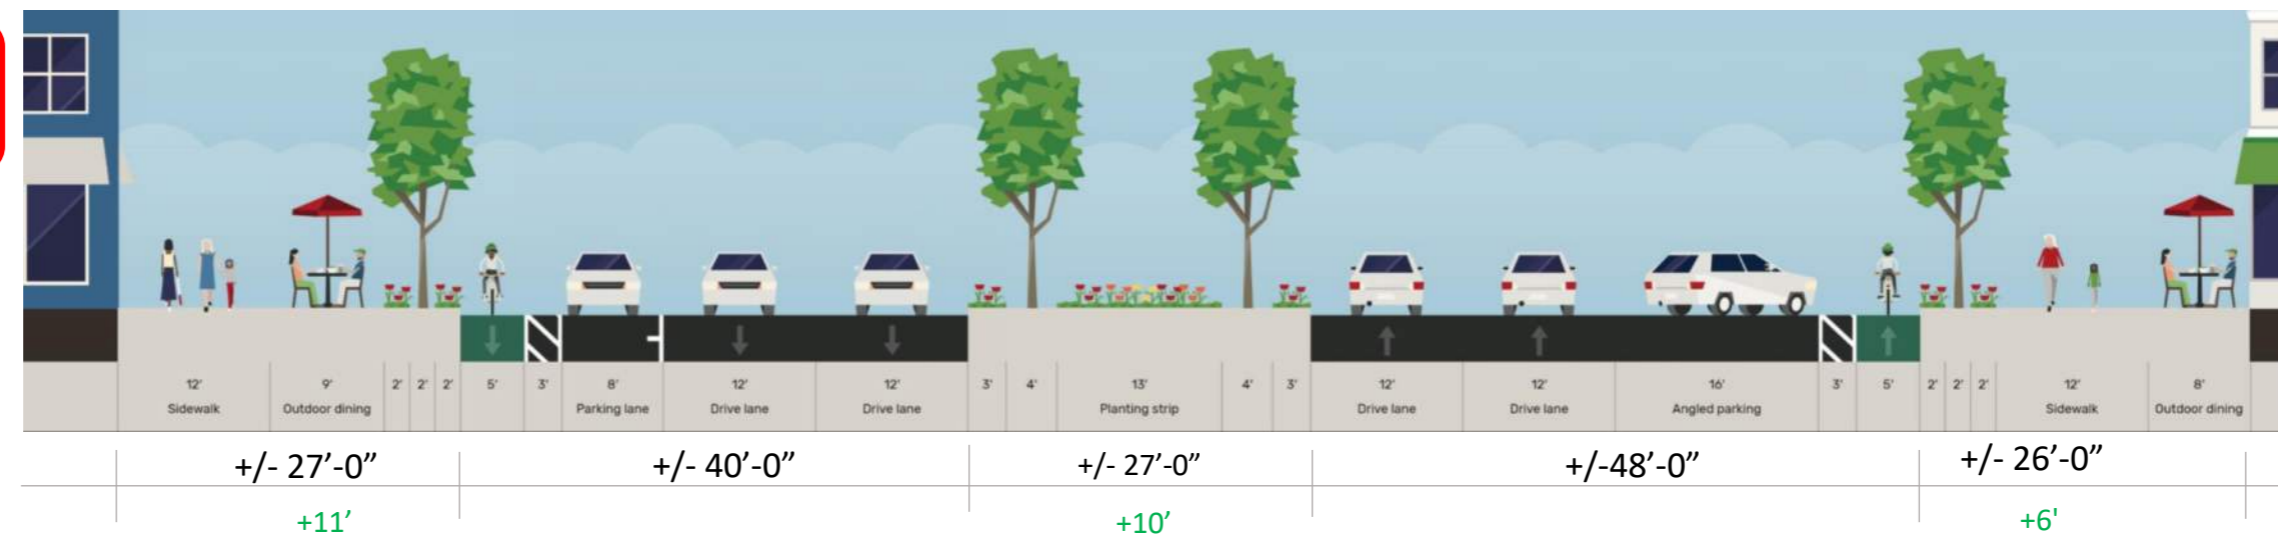 12' 9' 2' 2' 2' 5' 3' 8' 12' 12' 3' 4' 13' 4' 3' 12' 12' 16' 3' 5' 2' 2' 2' 12' 8'
Sidewalk Outdoor dining Parking lane Drive lane Drive lane Planting strip Drive lane Drive lane Angled parking Sidewalk Outdoor dining
+/- 27’-0” +/- 40’-0” +/- 27’-0” +/-48’-0” +/- 26’-0”
+11’ +10’ +6'